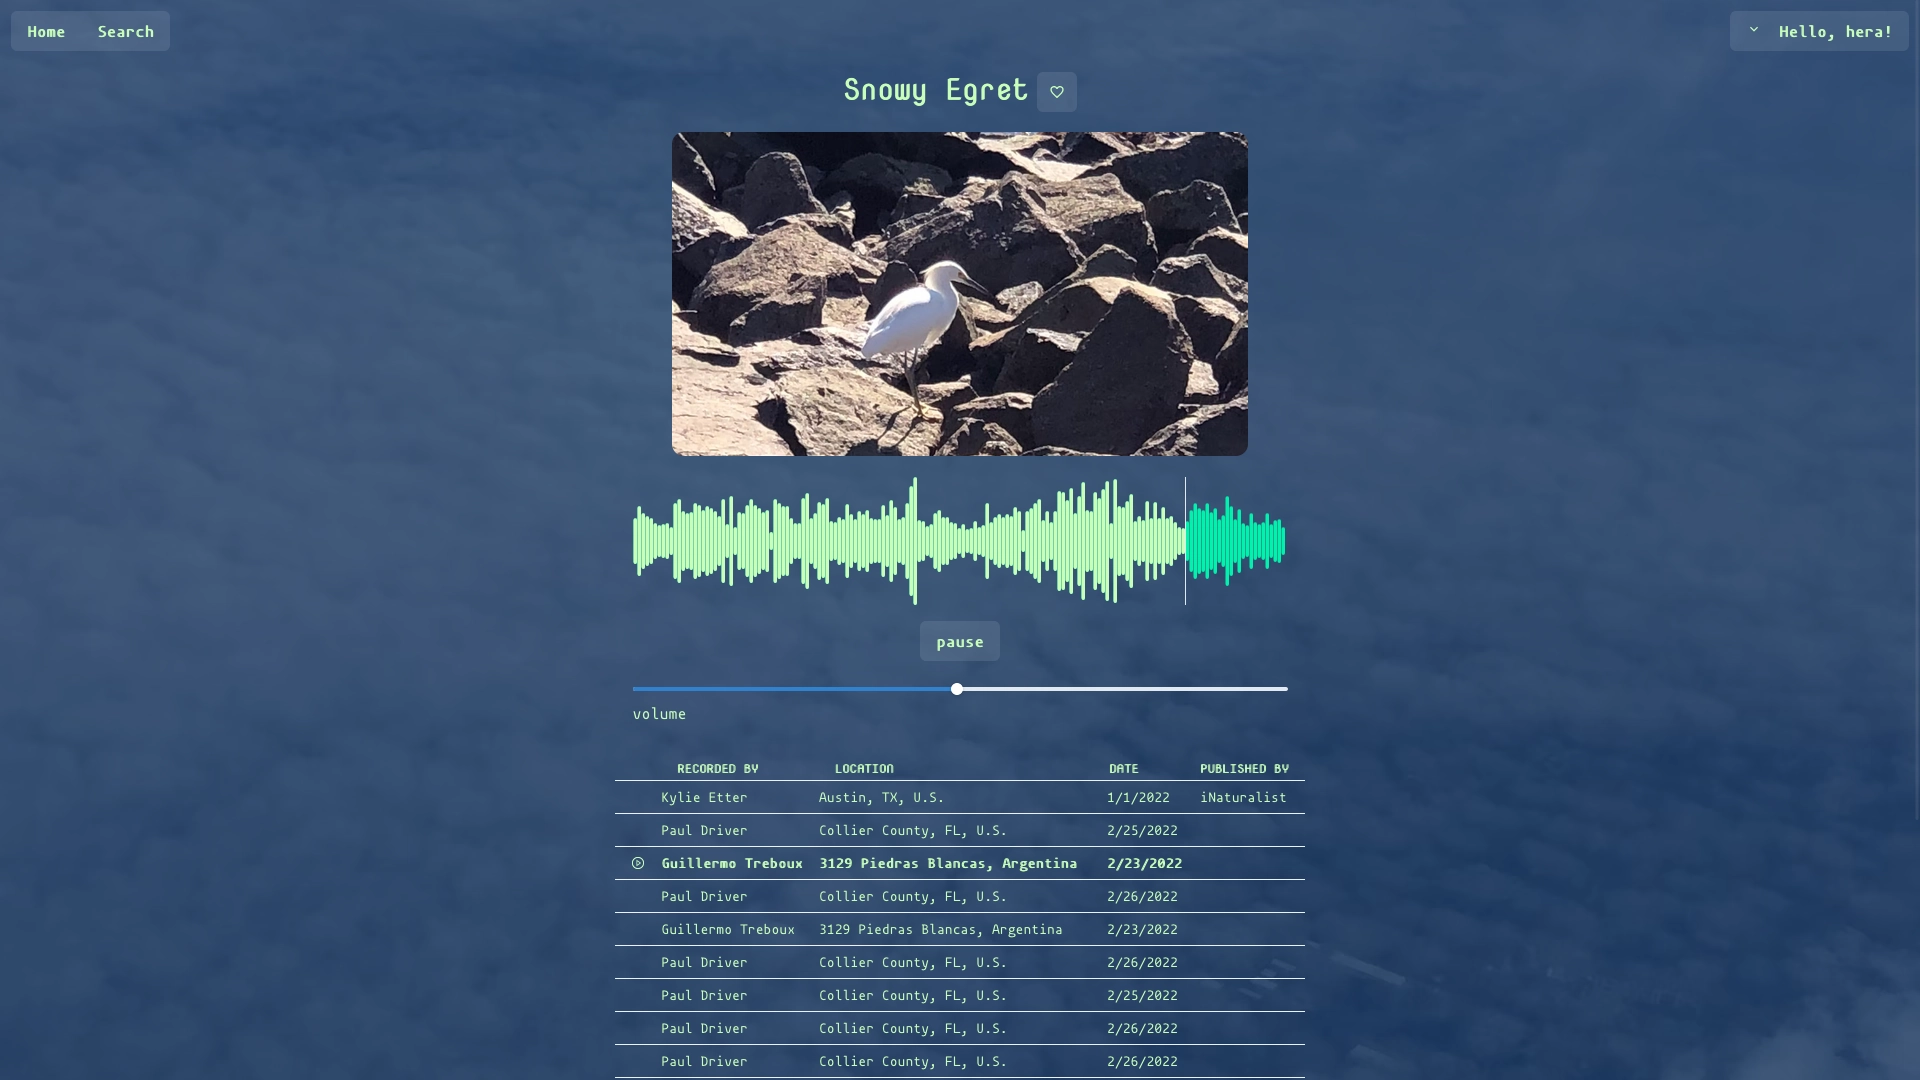 Home Search Hello, hera!
Snowy Egret
pause
volume
RECORDED BY LOCATION DATE PUBLISHED BY
Kylie Etter Austin, TX, U.S. 1/1/2022 iNaturalist
Paul Driver Collier County, FL, U.S. 2/25/2022
Guillermo Treboux 3129 Piedras Blancas, Argentina 2/23/2022
Paul Driver Collier County, FL, U.S. 2/26/2022
Guillermo Treboux 3129 Piedras Blancas, Argentina 2/23/2022
Paul Driver Collier County, FL, U.S. 2/26/2022
Paul Driver Collier County, FL, U.S. 2/25/2022
Paul Driver Collier County, FL, U.S. 2/26/2022
Paul Driver Collier County, FL, U.S. 2/26/2022